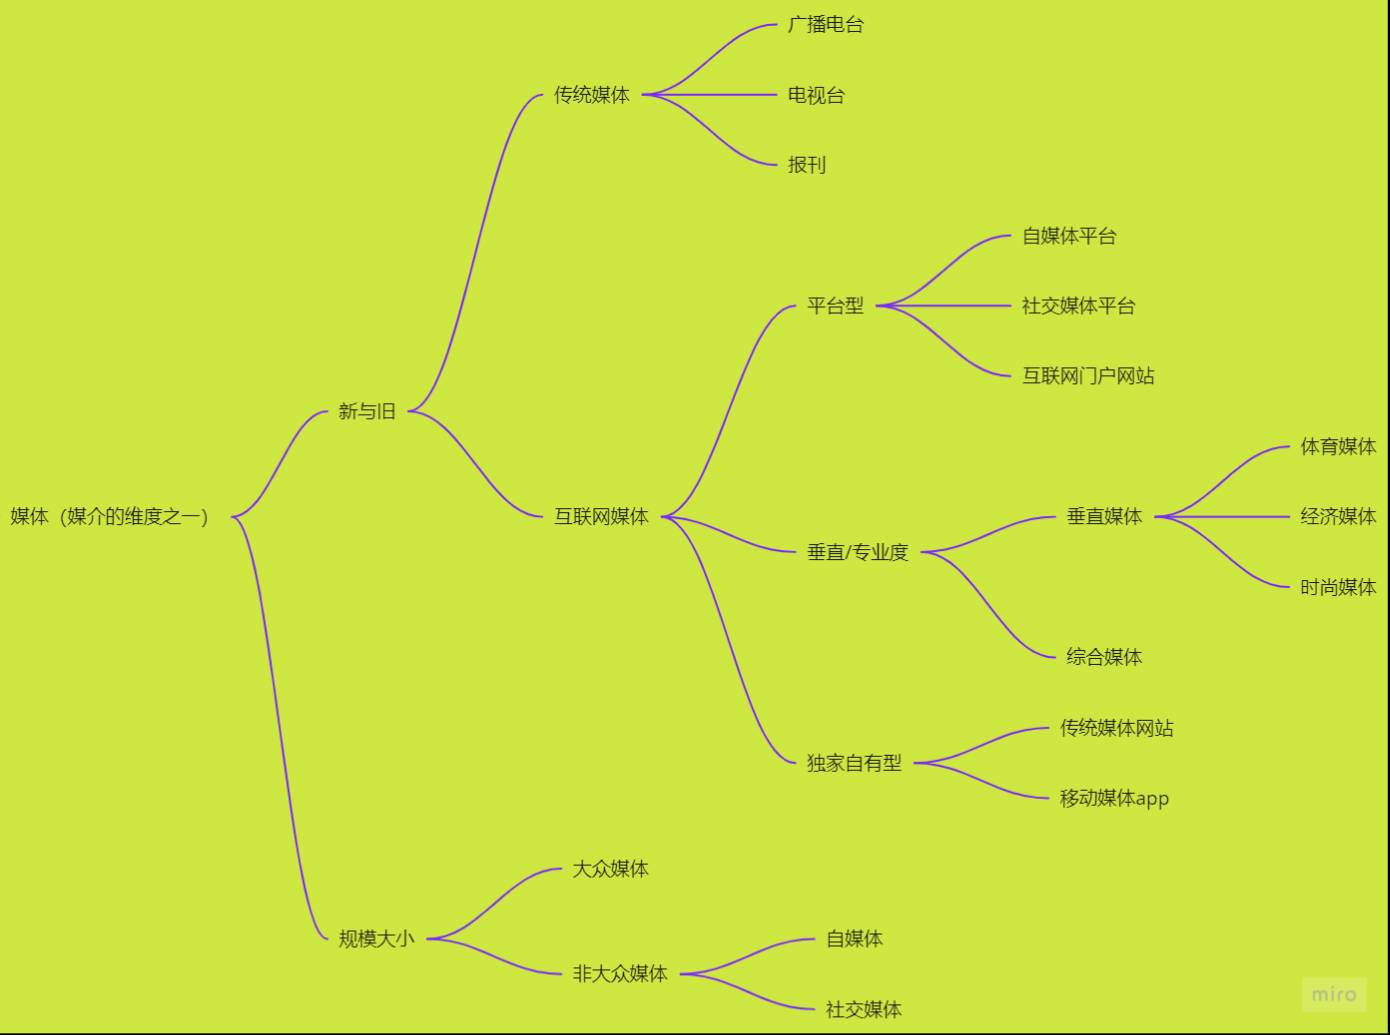 广播电台
传统媒体
电视台
报刊
自媒体平台
平台型
社交媒体平台
互联网门户网站
新与旧
体育媒体
媒体（媒介的维度之一）
互联网媒体
垂直媒体
经济媒体
垂直/专业度
时尚媒体
综合媒体
传统媒体网站
独家自有型
移动媒体app
大众媒体
规模大小
自媒体
非大众媒体
社交媒体
miro